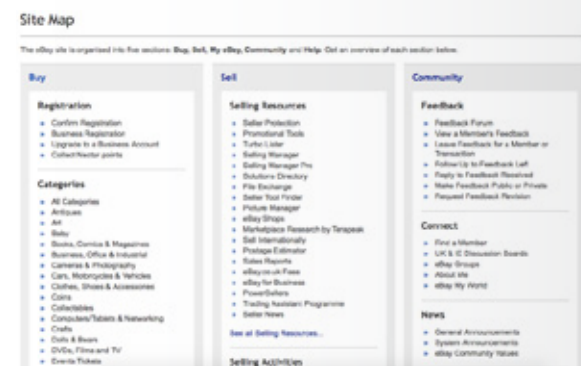 Site Map
The eBay site is organised into five sections: Buy, Sell, My eBay, Community and Help. Get an overview of each section below.
Buy
Registration
Confirm Registration
Business Registration
Upgrade to a Business Account
Collect Nectar points
Categories
All Categories
Antiques
Art
Baby
Books, Comics & Magazines
Business, Office & Industrial
Cameras & Photography
Cars, Motorcycles & Vehicles
Clothes, Shoes & Accessories
Coins
Collectables
Computers/Tablets & Networking
Crafts
Dolls & Bears
DVDs, Films and TV
Events Tickets
Sell
Selling Resources
Seller Protection
Promotional Tools
Turbo Lister
Selling Manager
Selling Manager Pro
Solutions Directory
File Exchange
Seller Tool Finder
Picture Manager
eBay Shops
Marketplace Research by Terapeak
Sell Internationally
Postage Estimator
Sales Reports
eBay.co.uk Fees
eBay for Business
PowerSellers
Trading Assistant Programme
Seller News
See all Selling Resources...
Selling Activities
Community
Feedback
Feedback Forum
View a Member's Feedback
Leave Feedback for a Member or
Transaction
Follow Up to Feedback Left
Reply to Feedback Received
Make Feedback Public or Private
Request Feedback Revision
Connect
Find a Member
UK & IE Discussion Boards
eBay Groups
About Me
eBay My World
News
General Announcements
System Announcements
eBay Community Values